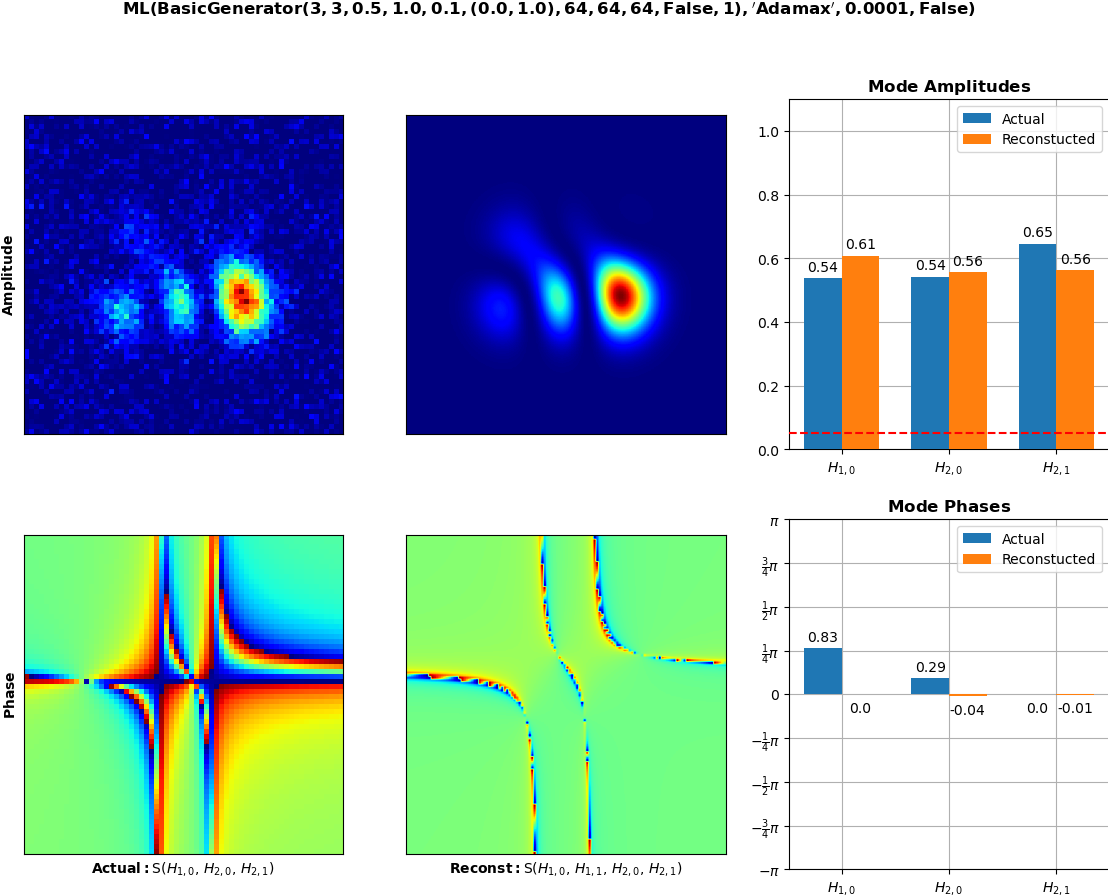 ML(BasicGenerator(3, 3, 0.5, 1.0, 0.1, (0.0, 1.0), 64, 64, 64, False, 1), ′Adamax′, 0.0001, False)
Amplitude
Mode Amplitudes
Actual
Reconstucted
1.0
0.8
0.6
0.4
0.2
0.0
0.54
0.61
0.54
0.56
0.65
0.56
H1,0
H2,0
H2,1
Phase
Actual: S(H1,0, H2,0, H2,1)
Reconst: S(H1,0, H1,1, H2,0, H2,1)
Mode Phases
Actual
Reconstucted
π
3/4π
1/2π
1/4π
0
−1/4π
−1/2π
−3/4π
−π
0.83
0.0
0.29
-0.04
0.0
-0.01
H1,0
H2,0
H2,1